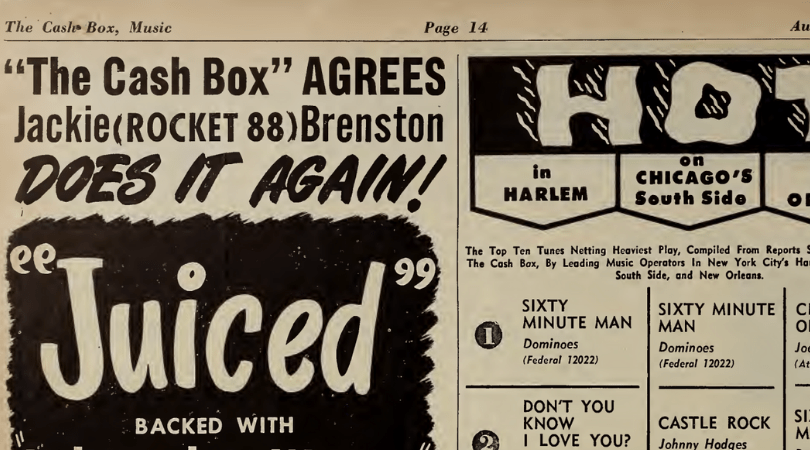 The Cash Box, Music
Page 14
“The Cash Box” AGREES
Jackie (ROCKET 88) Brenston
DOES IT AGAIN!
“Juiced”
BACKED WITH
HO
in
HARLEM
on
CHICAGO'S
South Side
The Top Ten Tunes Netting Heaviest Play, Compiled From Reports
The Cash Box, By Leading Music Operators In New York City's
South Side, and New Orleans.
1
SIXTY
MINUTE MAN
Dominoes
(Federal 12022)
SIXTY MINUTE
MAN
Dominoes
(Federal 12022)
2
DON'T YOU
KNOW
I LOVE YOU?
CASTLE ROCK
Johnny Hodges